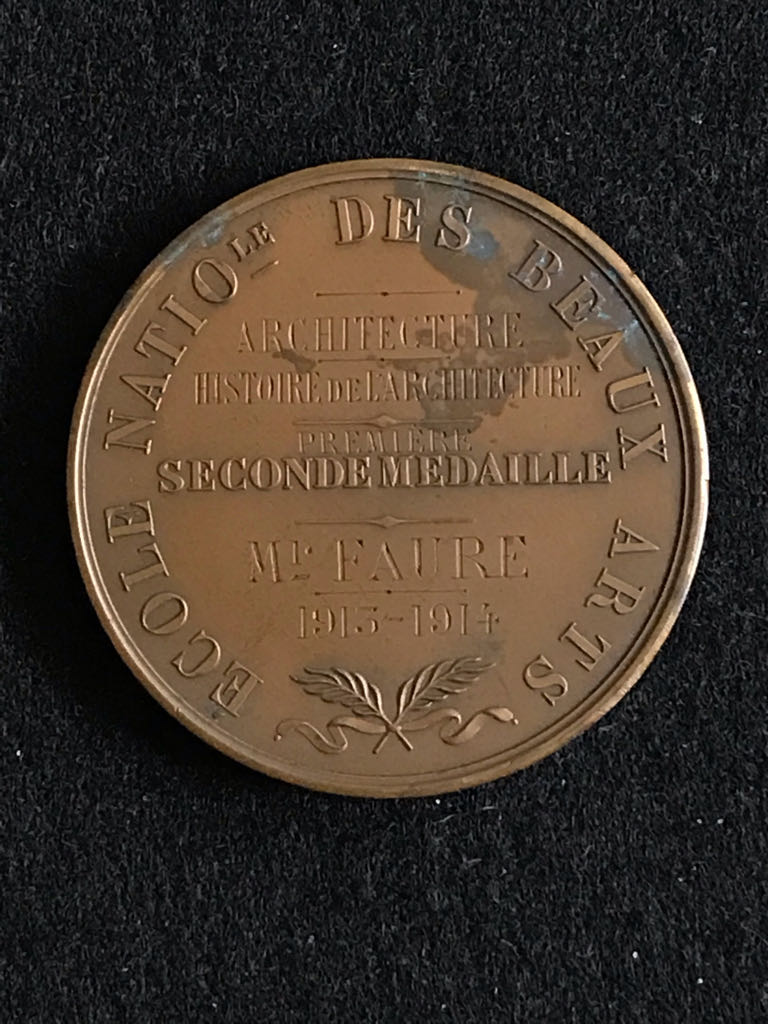 ECOLE NATIOLE DES BEAUX ARTS
ARCHITECTURE
HISTOIRE DE L'ARCHITECTURE
PREMIÈRE
SECONDE MEDAILLE
Mr FAURE
1913-1914